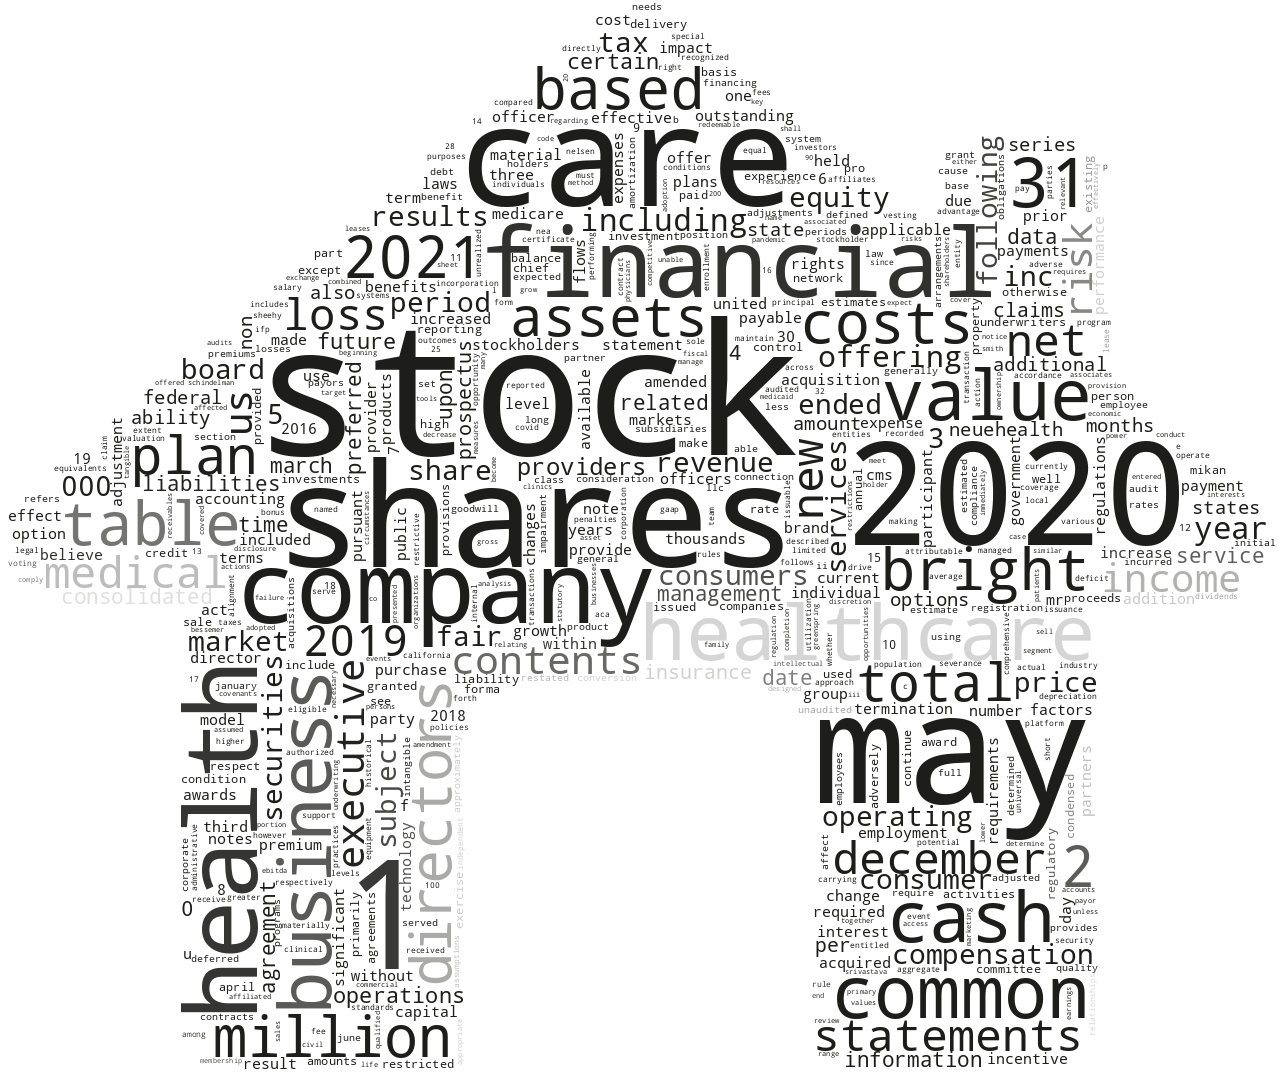 needs
cost delivery
tax special
directly impact
certain right recognized
based 20 basis
financing
compared one fees
key
officer regarding effective b outstanding
14 care 9 redeemable shall
code system
28 material nelsen expenses amortization offer equal investors
purposes holders conditions 90 held
debt three must method plans experience resources pro
laws individuals adoption paid 200 6 affiliates
term benefit equity
results medicare including adjustments name defined vesting
leases nea certificate investment position state associated periods applicable
part 2021 financial pandemic stockholder risks
11 balance flows performing unable rights law
except sheet unrealized chief expected contract physicians competitive enrollment 16 network since entity
exchange combined
also benefits incorporation 1 united principal estimates expect arrangements shareholders cover
salary systems form grow
includes loss period assets payable costs property
sheehy increased
ifp non future reporting stockholders statement sole maintain 30 offering
made outcomes fiscal control
audits losses stock
premiums beginning 25 prospectus many partner manage 4 across generally
board use payors set opportunity reported amended acquisition transaction action
series
31 grant either
following obligations pay parties relevant existing effectively p
cause
base due advantage prior
data payments risk performance
inc adverse requires
otherwise
claims underwriters program
net notice smith lease
additional accordance associates
ownership provision
value person employee
economic
offered schindelman
federal target tools level related audited medicaid
ability affected provided 5 preferred provider products high upon available long markets less 32 ended
us 2016 7 decrease measures covid subsidiaries amount expense
extent make entities recorded 3 neuehealth months
claim valuation section
plan march share providers revenue able new power conduct
19 tangible become officers connection services meet regulations
equivalents liabilities investments class consideration cms government currently e operate
000 adjustment clinics llc issuable holder participant estimated well mikan
refers accounting named shares note rate annual 2020 compliance immediately coverage audit entered payment
effect table receivables covered bonus pursuant circumstances public provisions goodwill changes impairment penalties corporation gaap team thousands brand restrictions making local rates interests
option actions time years asset rules described case various 12 states
legal disclosure included gross provide general limited year
voting believe credit 13 terms follows 15 attributable managed similar increase initial
medical failure 18 analysis consumers ii drive bright incurred service
comply company management current average patients deficit income
consolidated alignment acquisitions serve co presented organizations restrictive internal transactions statutory businesses individual options mr proceeds
act issued companies discretion estimate registration issuance addition dividends
sale taxes aca
bessemer adopted 2019 fair growth product healthcare
market relating within family regulation completion utilization greenspring whether opportunities 10 using sell comprehensive
director events california contents insurance intellectual segment
17 include purchase liability restated conversion designed date approach used population severance actual industry
january granted forma total price
covenants eligible necessary see persons forth group iii c depreciation
health model securities business executive party 2018 unaudited termination number factors
assumed policies
higher authorized historical amendment may platform
respect subject directors approximately employees adversely continue award short partners
condition underwriting intangible full determined universal condensed
awards portion support f requirements
third however practices equipment technology operating
corporate administrative notes premium levels employment potential lower determine regulatory
ebitda affect december 2
8 respectively 1 100 consumer adjusted accounts
0 receive greater exercise independent carrying change require activities payor
agreement programs materially significant primarily agreements served required together event access cash marketing day unless
clinical received interest provides
u deferred without assumptions per entitled compensation security
april commercial acquired srivastava aggregate committee quality
affiliated operations rule primary common relationships
contracts standards end values earnings
among million sales fee qualified capital review statements
civil june appropriate
membership result amounts life restricted range information incentive